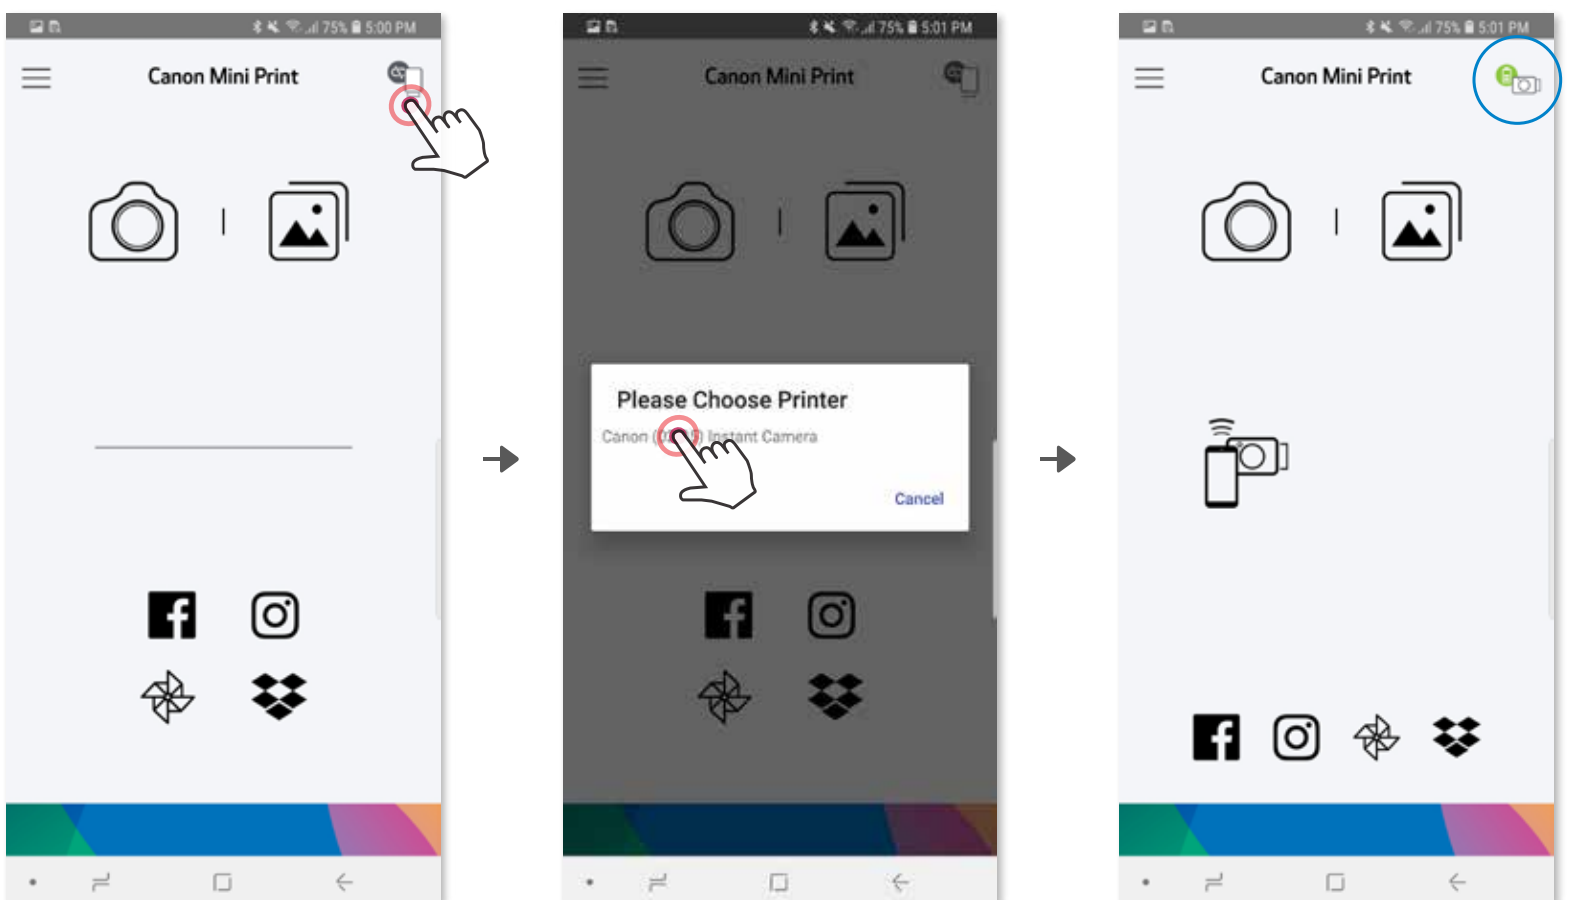 75% 5:00 PM
Canon Mini Print
75% 5:01 PM
Canon Mini Print
Please Choose Printer
Canon ( ) Instant Camera
Cancel
75% 5:01 PM
Canon Mini Print